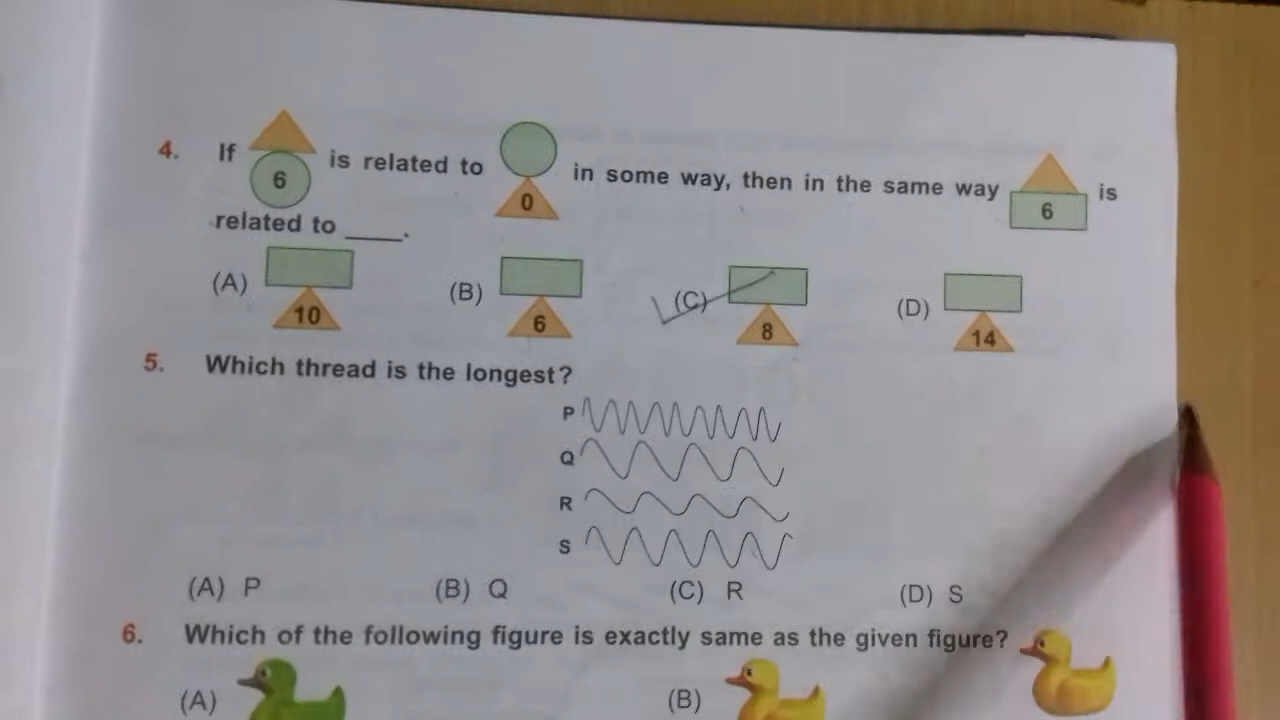 4. If 6 is related to 0 in some way, then in the same way 6 is
related to ____.
(A) 10 (B) 6 (C) 8 (D) 14
5. Which thread is the longest?
P
Q
R
S
(A) P (B) Q (C) R (D) S
6. Which of the following figure is exactly same as the given figure?
(A) (B)